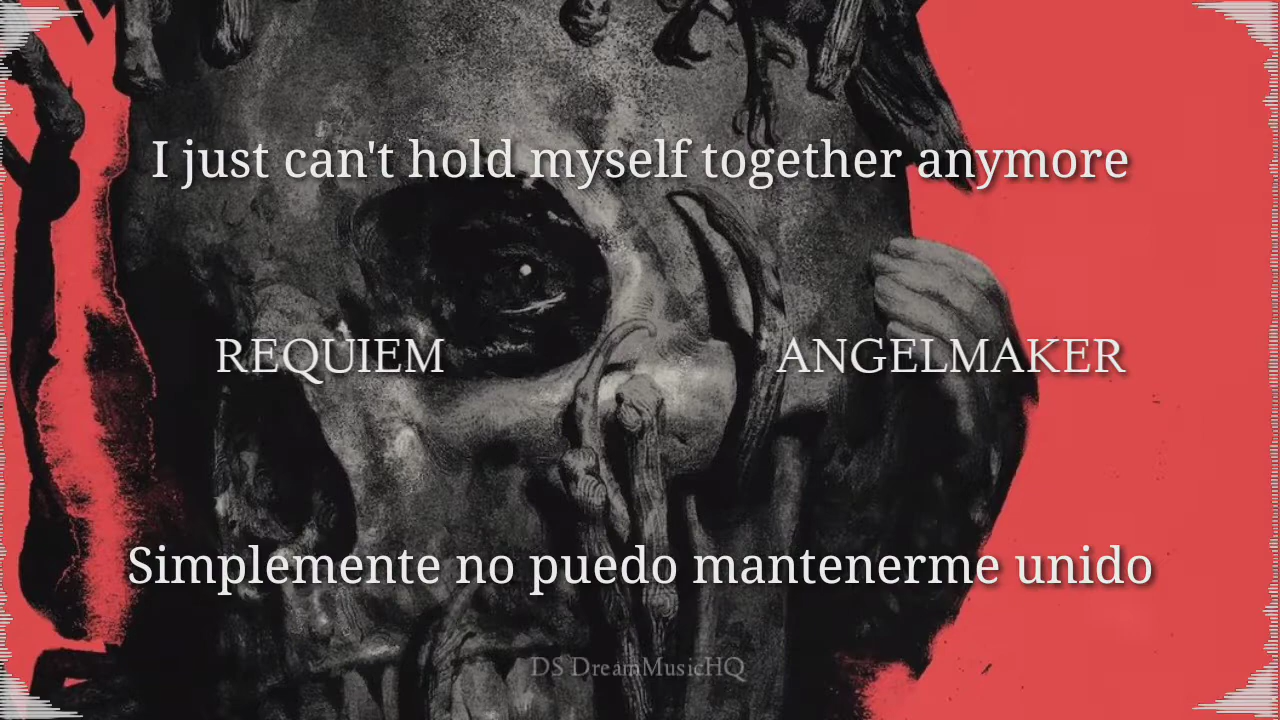 I just can't hold myself together anymore
REQUIEM ANGELMAKER
Simplemente no puedo mantenerme unido
DS DreamMusicHQ